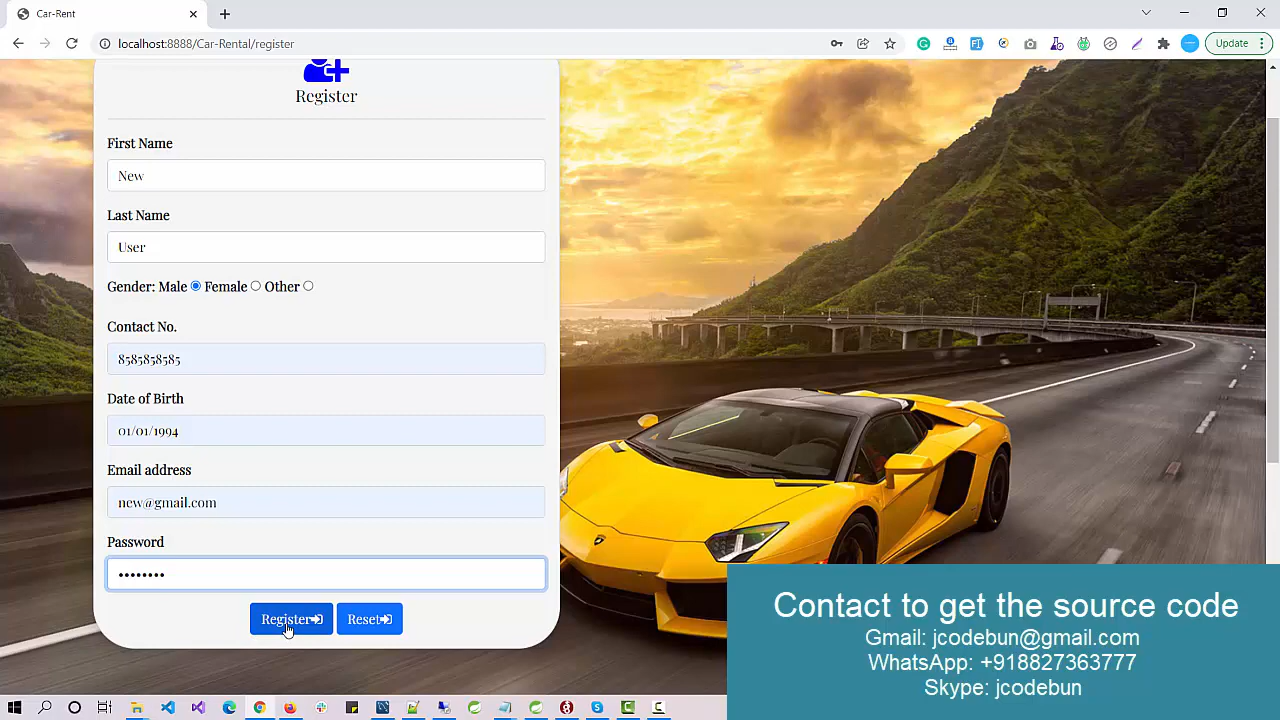 Car-Rent
localhost:8888/Car-Rental/register
Update
Register
First Name
New
Last Name
User
Gender: Male Female Other
Contact No.
8585858585
Date of Birth
01/01/1994
Email address
new@gmail.com
Password
••••••••
Register
Reset
Contact to get the source code
Gmail: jcodebun@gmail.com
WhatsApp: +918827363777
Skype: jcodebun